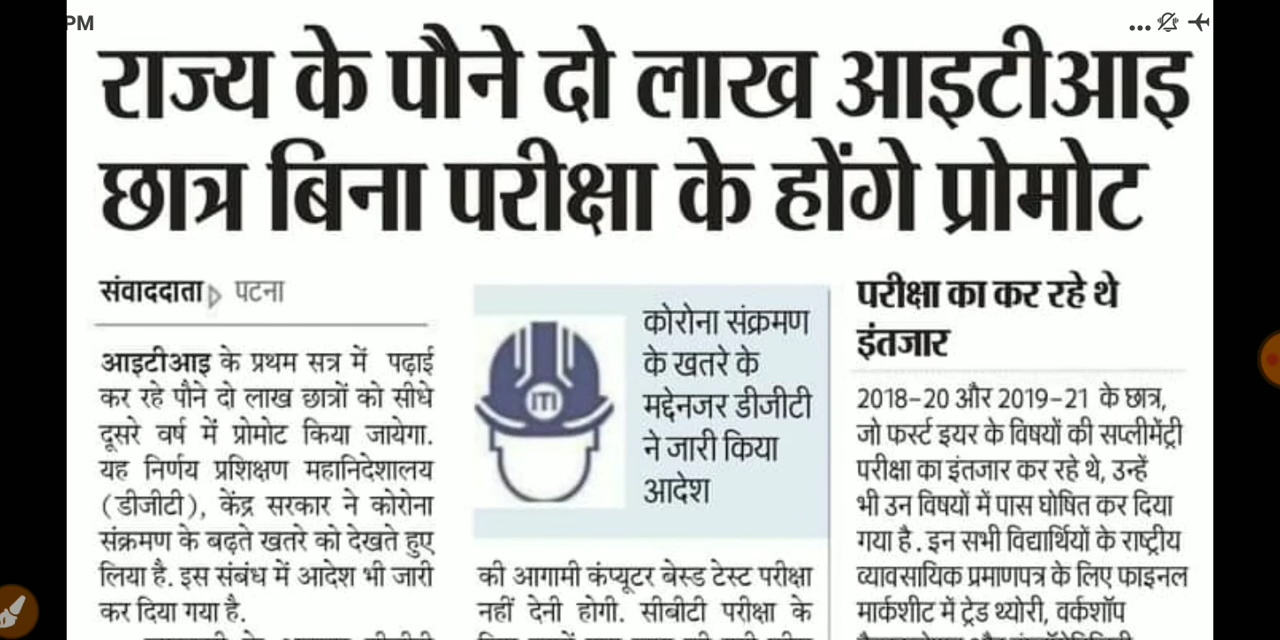 PM
राज्य के पौने दो लाख आइटीआइ
छात्र बिना परीक्षा के होंगे प्रोमोट
संवाददाता ▷ पटना
आइटीआइ के प्रथम सत्र में पढ़ाई
कर रहे पौने दो लाख छात्रों को सीधे
दूसरे वर्ष में प्रोमोट किया जायेगा.
यह निर्णय प्रशिक्षण महानिदेशालय
(डीजीटी), केंद्र सरकार ने कोरोना
संक्रमण के बढ़ते खतरे को देखते हुए
लिया है. इस संबंध में आदेश भी जारी
कर दिया गया है.
ITI
कोरोना संक्रमण
के खतरे के
मद्देनजर डीजीटी
ने जारी किया
आदेश
की आगामी कंप्यूटर बेस्ड टेस्ट परीक्षा
नहीं देनी होगी. सीबीटी परीक्षा के
परीक्षा का कर रहे थे
इंतजार
2018-20 और 2019-21 के छात्र,
जो फर्स्ट इयर के विषयों की सप्लीमेंट्री
परीक्षा का इंतजार कर रहे थे, उन्हें
भी उन विषयों में पास घोषित कर दिया
गया है. इन सभी विद्यार्थियों के राष्ट्रीय
व्यावसायिक प्रमाणपत्र के लिए फाइनल
मार्कशीट में ट्रेड थ्योरी, वर्कशॉप